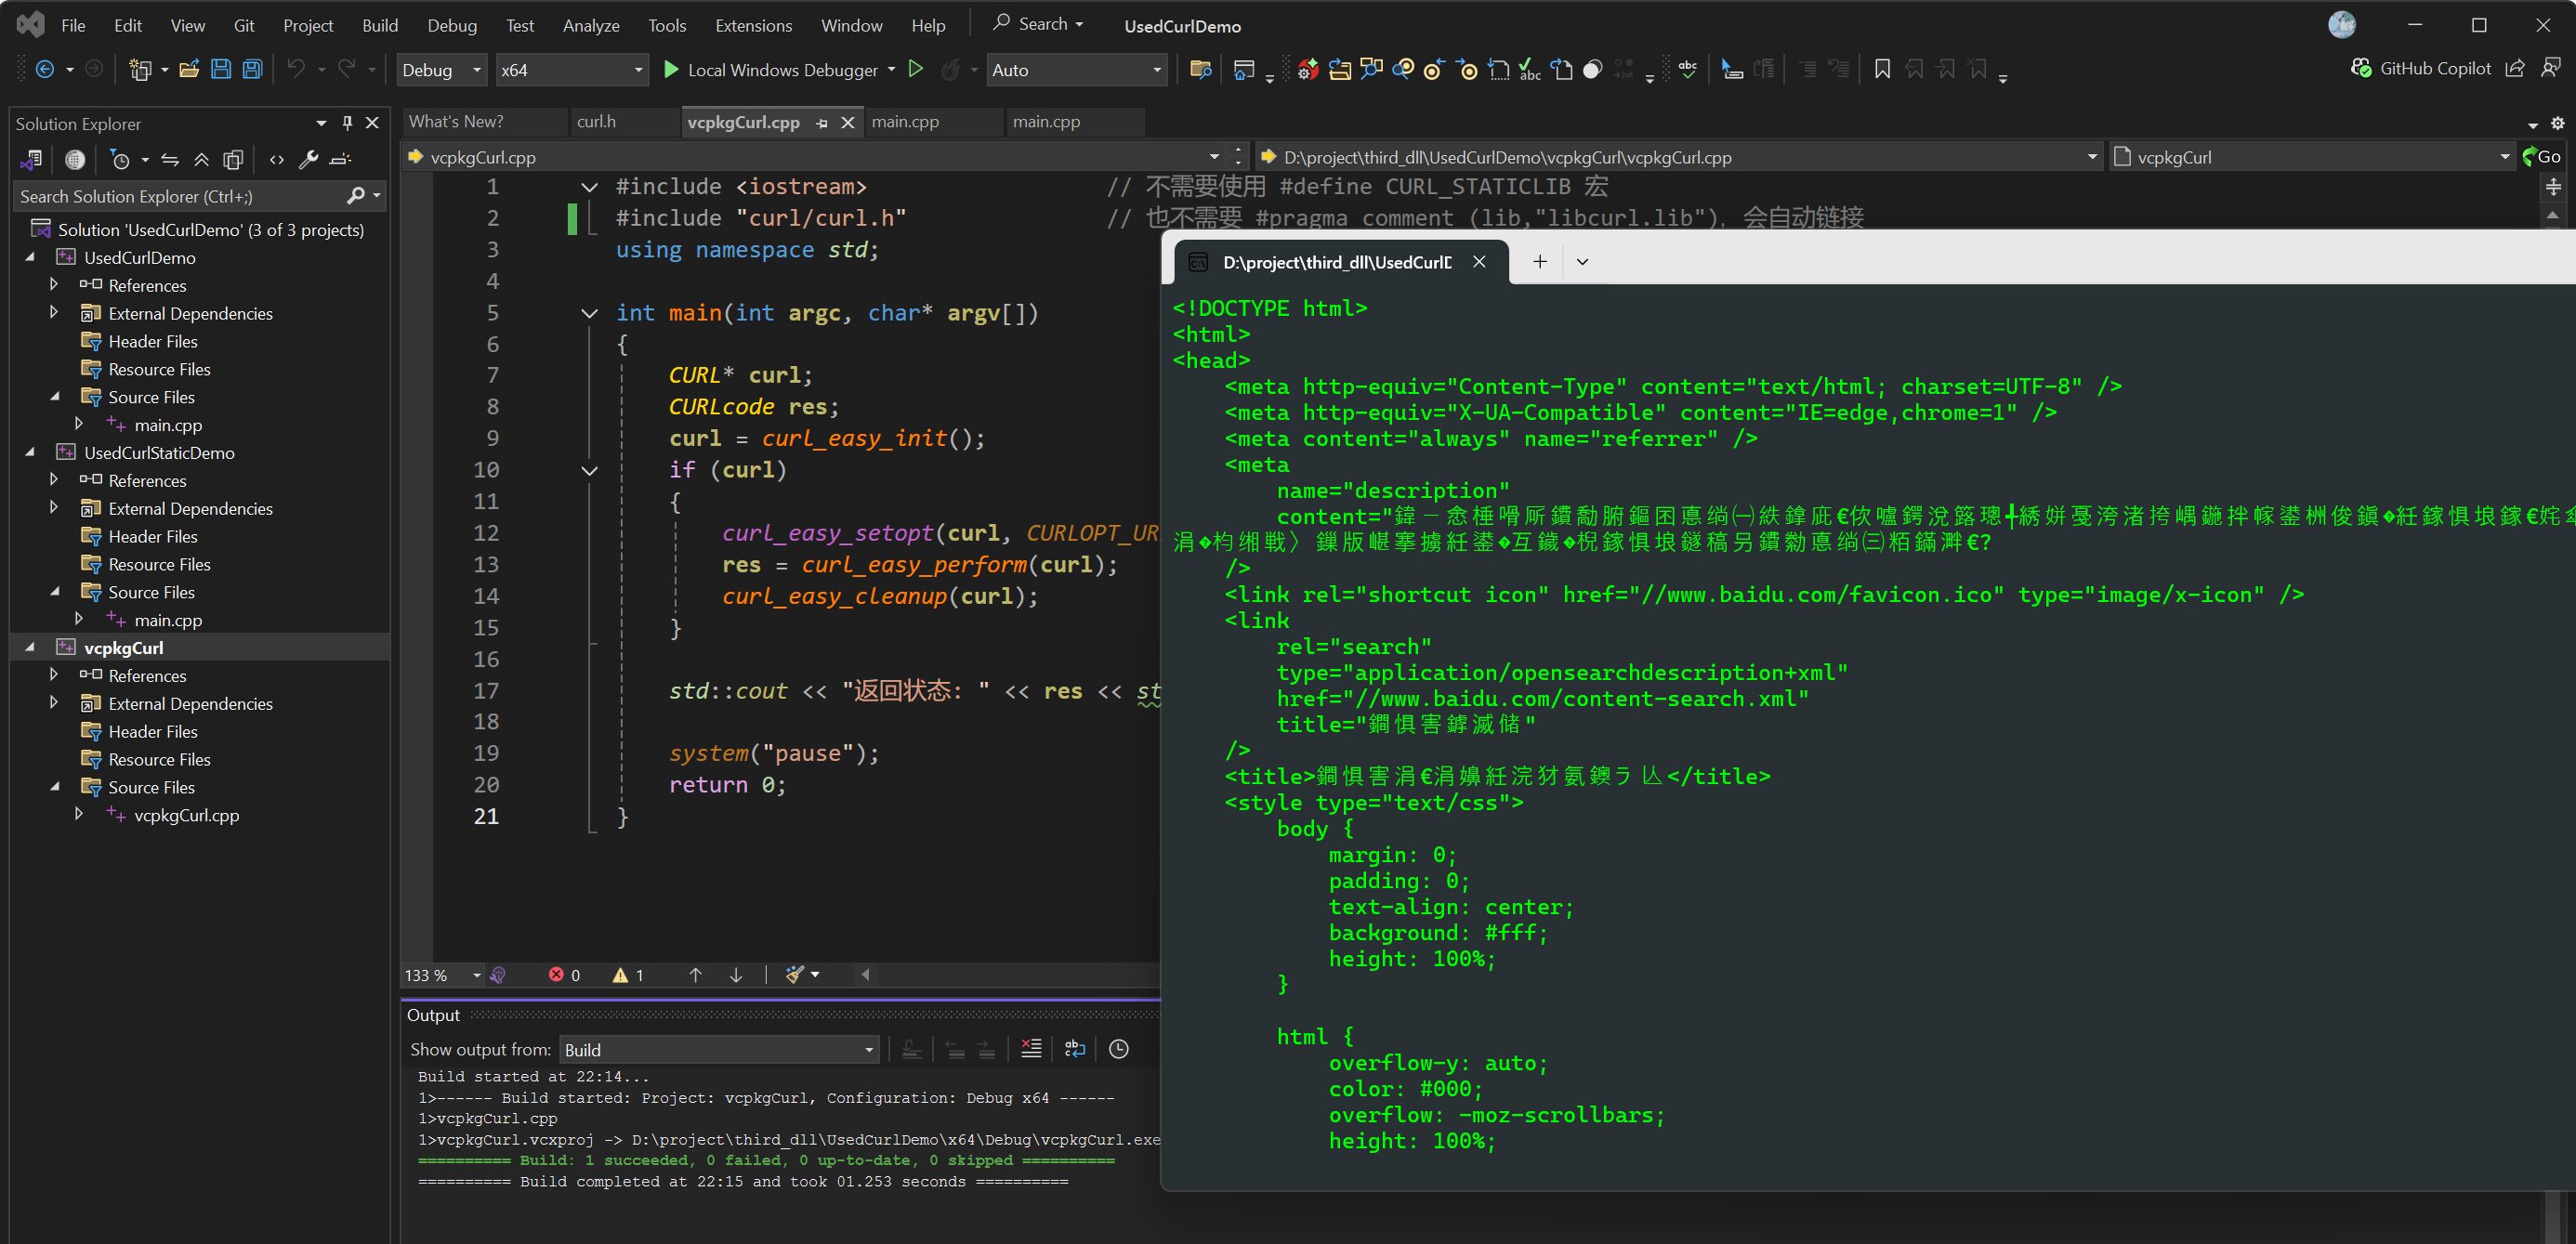 File Edit View Git Project Build Debug Test Analyze Tools Extensions Window Help Search UsedCurlDemo
Debug x64 Local Windows Debugger Auto abc abc GitHub Copilot
Solution Explorer
Search Solution Explorer (Ctrl+;)
Solution 'UsedCurlDemo' (3 of 3 projects)
UsedCurlDemo
References
External Dependencies
Header Files
Resource Files
Source Files
main.cpp
UsedCurlStaticDemo
References
External Dependencies
Header Files
Resource Files
Source Files
main.cpp
vcpkgCurl
References
External Dependencies
Header Files
Resource Files
Source Files
vcpkgCurl.cpp
What's New? curl.h vcpkgCurl.cpp main.cpp main.cpp
vcpkgCurl.cpp D:\project\third_dll\UsedCurlDemo\vcpkgCurl\vcpkgCurl.cpp vcpkgCurl Go
1 #include <iostream> // 不需要使用 #define CURL_STATICLIB 宏
2 #include "curl/curl.h" // 也不需要 #pragma comment (lib,"libcurl.lib"), 会自动链接
3 using namespace std;
4
5 int main(int argc, char* argv[])
6 {
7 CURL* curl;
8 CURLcode res;
9 curl = curl_easy_init();
10 if (curl)
11 {
12 curl_easy_setopt(curl, CURLOPT_UR
13 res = curl_easy_perform(curl);
14 curl_easy_cleanup(curl);
15 }
16
17 std::cout << "返回状态: " << res << st
18
19 system("pause");
20 return 0;
21 }
133 % 0 1
Output
Show output from: Build
Build started at 22:14...
1>------ Build started: Project: vcpkgCurl, Configuration: Debug x64 ------
1>vcpkgCurl.cpp
1>vcpkgCurl.vcxproj -> D:\project\third_dll\UsedCurlDemo\x64\Debug\vcpkgCurl.exe
========== Build: 1 succeeded, 0 failed, 0 up-to-date, 0 skipped ==========
========== Build completed at 22:15 and took 01.253 seconds ==========
D:\project\third_dll\UsedCurlD
<!DOCTYPE html>
<html>
<head>
<meta http-equiv="Content-Type" content="text/html; charset=UTF-8" />
<meta http-equiv="X-UA-Compatible" content="IE=edge,chrome=1" />
<meta content="always" name="referrer" />
<meta
name="description"
content="
/>
<link rel="shortcut icon" href="//www.baidu.com/favicon.ico" type="image/x-icon" />
<link
rel="search"
type="application/opensearchdescription+xml"
href="//www.baidu.com/content-search.xml"
title="
/>
<title></title>
<style type="text/css">
body {
margin: 0;
padding: 0;
text-align: center;
background: #fff;
height: 100%;
}
html {
overflow-y: auto;
color: #000;
overflow: -moz-scrollbars;
height: 100%;